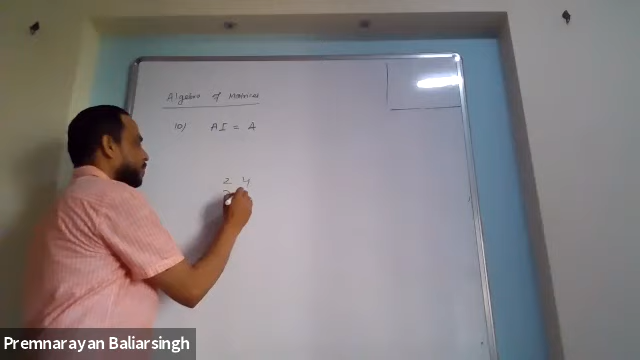 Algebra of Matrices
10) AI = A
2 4
Premnarayan Baliarsingh